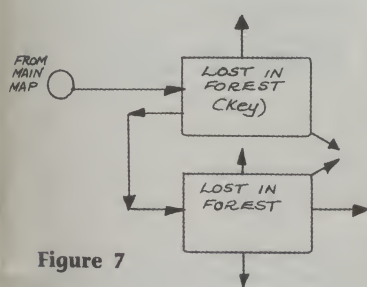 FROM
MAIN
MAP
LOST IN
FOREST
(Key)
LOST IN
FOREST
Figure 7